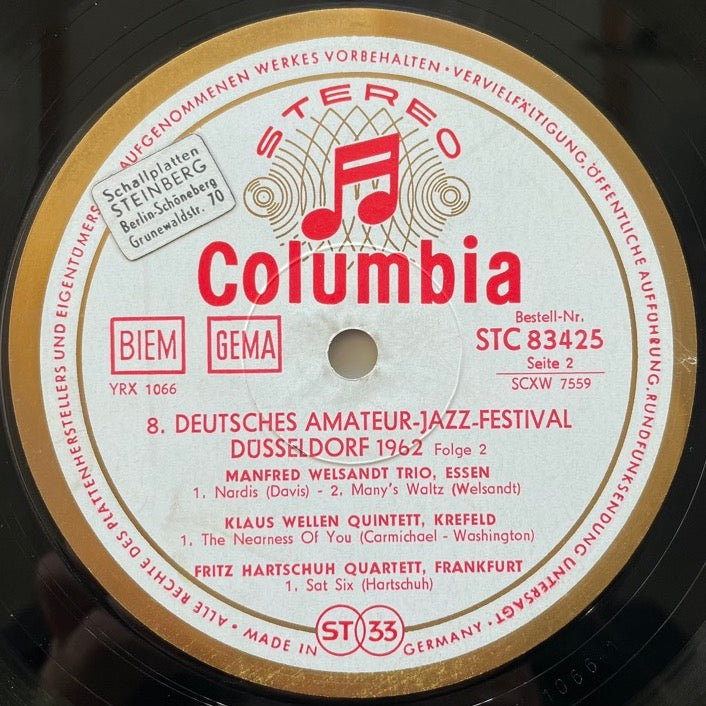 ALLE RECHTE DES PLATTENHERSTELLERS UND EIGENTÜMERS AUFGENOMMENEN WERKES VORBEHALTEN · VERVIELFÄLTIGUNG, ÖFFENTLICHE AUFFÜHRUNG, RUNDFUNKSENDUNG UNTERSAGT ·
Schallplatten
STEINBERG
Berlin-Schöneberg
Grunewaldstr. 70
STEREO
Columbia
BIEM GEMA
YRX 1066
Bestell-Nr.
STC 83425
Seite 2
SCXW 7559
8. DEUTSCHES AMATEUR-JAZZ-FESTIVAL
DÜSSELDORF 1962 Folge 2
MANFRED WELSANDT TRIO, ESSEN
1. Nardis (Davis) - 2. Many's Waltz (Welsandt)
KLAUS WELLEN QUINTETT, KREFELD
1. The Nearness Of You (Carmichael - Washington)
FRITZ HARTSCHUH QUARTETT, FRANKFURT
1. Sat Six (Hartschuh)
MADE IN GERMANY
ST 33